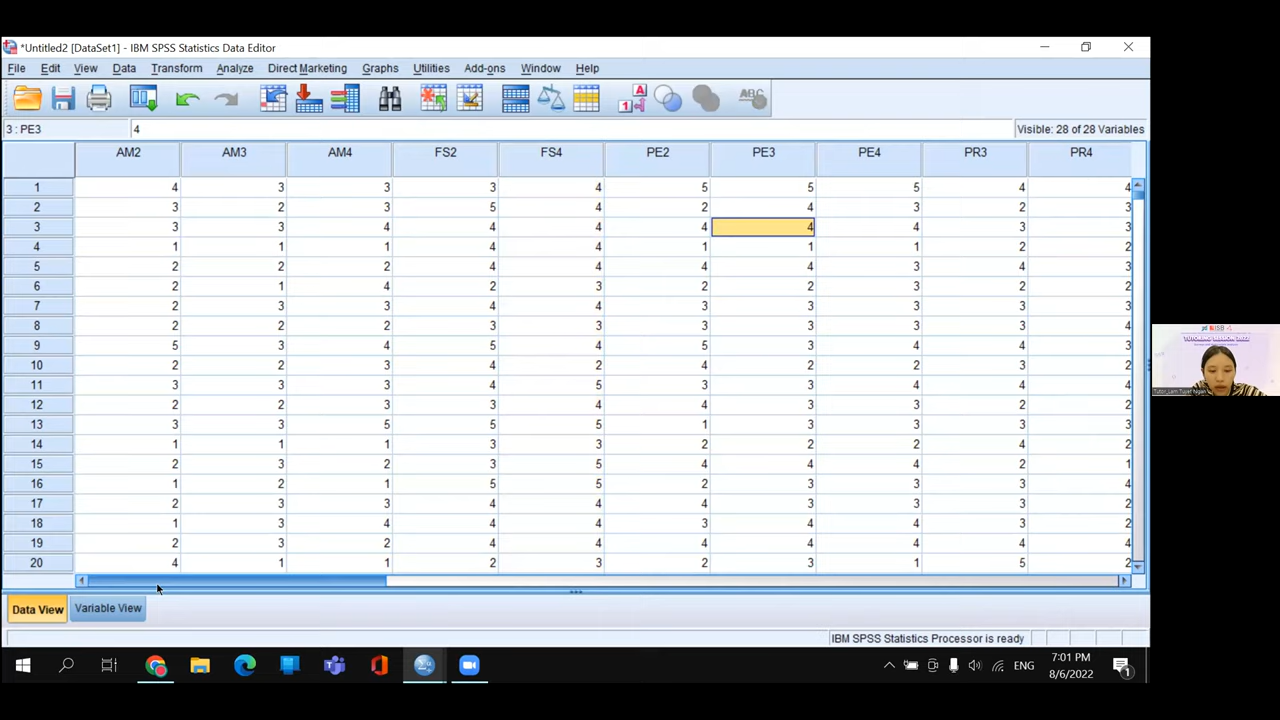 *Untitled2 [DataSet1] - IBM SPSS Statistics Data Editor
File Edit View Data Transform Analyze Direct Marketing Graphs Utilities Add-ons Window Help
3 : PE3 4 Visible: 28 of 28 Variables
AM2 AM3 AM4 FS2 FS4 PE2 PE3 PE4 PR3 PR4
1 4 3 3 3 4 5 5 5 4 4
2 3 2 3 5 4 2 4 3 2 3
3 3 3 4 4 4 4 4 4 3 3
4 1 1 1 4 4 1 1 1 2 2
5 2 2 2 4 4 4 4 3 4 3
6 2 1 4 2 3 2 2 3 2 2
7 2 3 3 4 4 3 3 3 3 3
8 2 2 2 3 3 3 3 3 3 4
9 5 3 4 5 4 5 3 4 4 3
10 2 2 3 4 2 4 2 2 3 2
11 3 3 3 4 5 3 3 4 4 4
12 2 2 3 3 4 4 3 3 2 2
13 3 3 5 5 5 1 3 3 3 3
14 1 1 1 3 3 2 2 2 4 2
15 2 3 2 3 5 4 4 4 2 1
16 1 2 1 5 5 2 3 3 3 4
17 2 3 3 4 4 4 3 3 3 2
18 1 3 4 4 4 3 4 4 3 2
19 2 3 2 4 4 4 4 4 4 4
20 4 1 1 2 3 2 3 1 5 2
Data View Variable View
IBM SPSS Statistics Processor is ready
ENG 7:01 PM
8/6/2022
1
ISB
TUTORING SESSION 2022